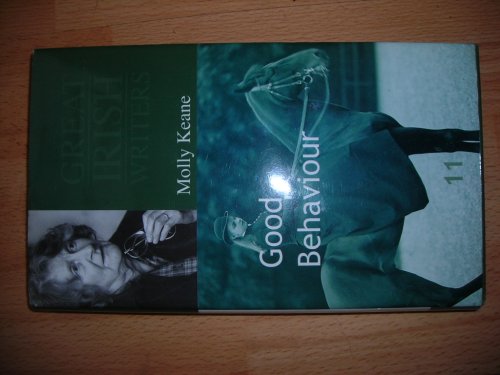 GREAT
IRISH
WRITERS
Molly Keane
Good
Behaviour
11